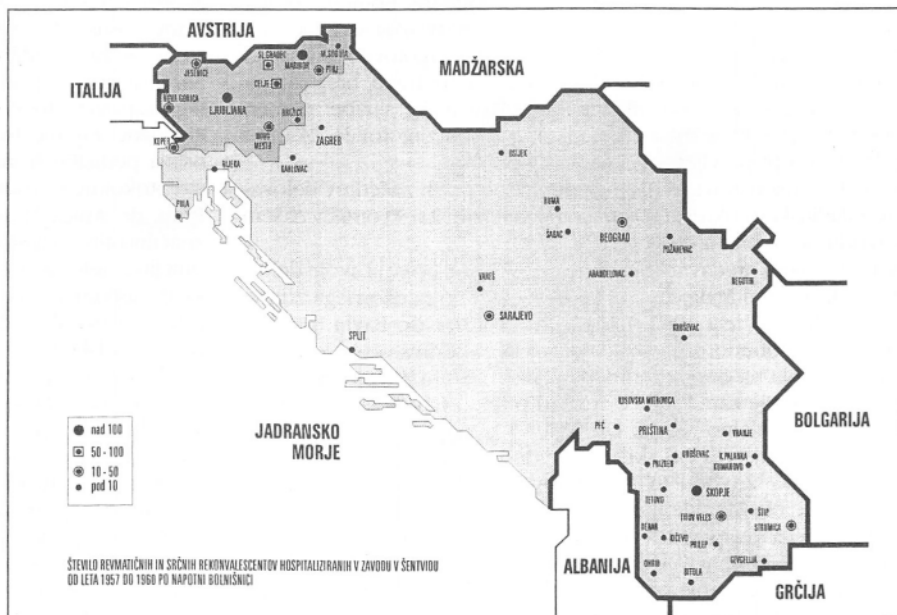 AVSTRIJA
MADŽARSKA
ITALIJA
SL. GRADEC
MARIBOR
M. SOBOTA
JESENICE
PTUJ
CELJE
NOVA GORICA
LJUBLJANA
BREŽICE
NOVO MESTO
ZAGREB
KOPER
RIJEKA
KARLOVAC
PULA
OSIJEK
RUMA
ŠABAC
BEOGRAD
POŽAREVAC
VAREŠ
ARANĐELOVAC
NEGOTIN
SARAJEVO
KRUŠEVAC
SPLIT
JADRANSKO
MORJE
BOLGARIJA
KOSOVSKA MITROVICA
PEĆ
PRIŠTINA
VRANJE
PRIZREN
UROŠEVAC
K. PALANKA
KUMANOVO
TETOVO
SKOPJE
TITOV VELES
ŠTIP
STRUMICA
DEBAR
KIČEVO
PRILEP
GEVGELIJA
OHRID
BITOLA
ALBANIJA
GRČIJA
nad 100
50 - 100
10 - 50
pod 10
ŠTEVILO REVMATIČNIH IN SRČNIH REKONVALESCENTOV HOSPITALIZIRANIH V ZAVODU V ŠENTVIDU
OD LETA 1957 DO 1960 PO NAPOTNI BOLNIŠNICI